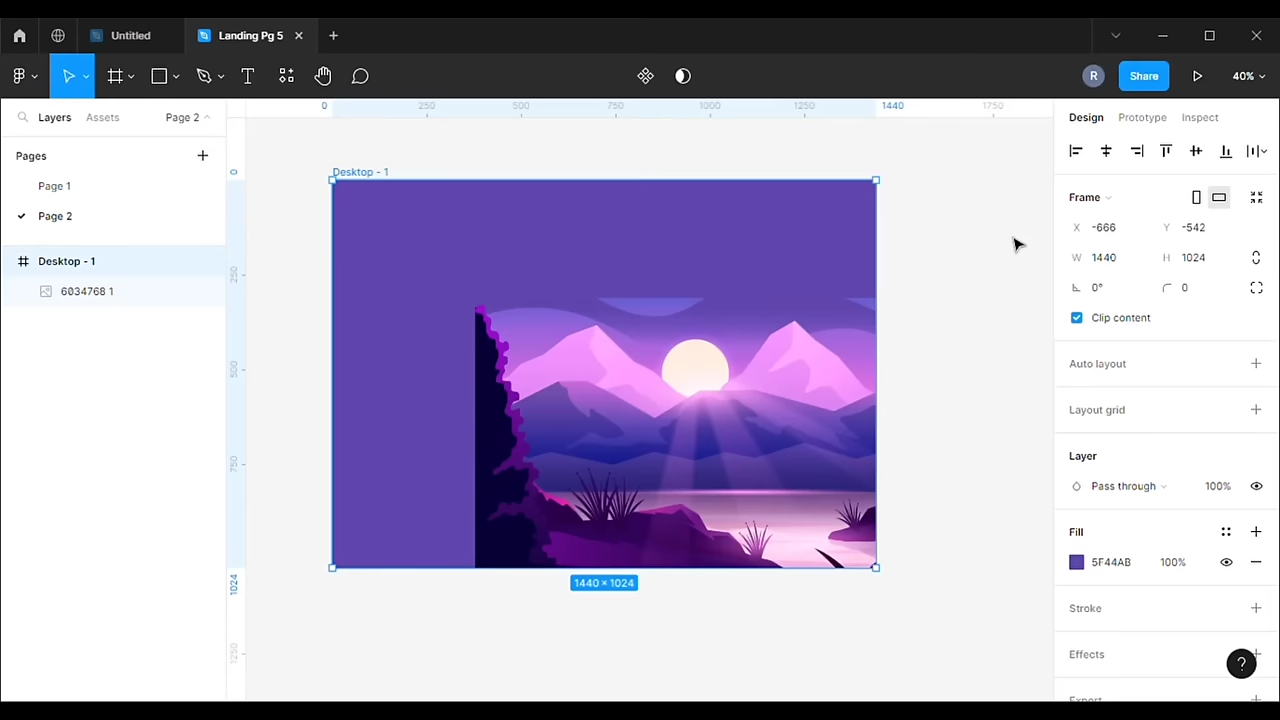 Untitled
Landing Pg 5
R
Share
40%
Layers
Assets
Page 2
Pages
Page 1
Page 2
Desktop - 1
6034768 1
0
250
500
750
1000
1250
1440
1750
0
250
500
750
1024
1250
Desktop - 1
1440 × 1024
Design
Prototype
Inspect
Frame
X -666
Y -542
W 1440
H 1024
0°
0
Clip content
Auto layout
Layout grid
Layer
Pass through
100%
Fill
5F44AB
100%
Stroke
Effects
Export
?